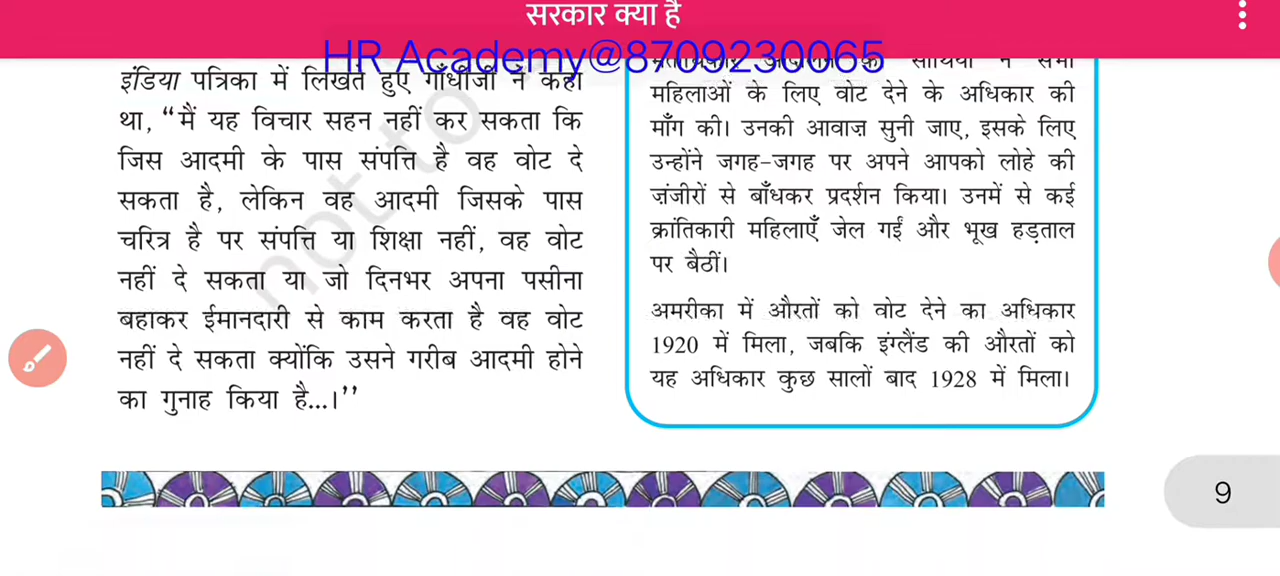 सरकार क्या है
HR Academy@8709230065
इंडिया पत्रिका में लिखते हुए गाँधीजी ने कहा
था, “मैं यह विचार सहन नहीं कर सकता कि
जिस आदमी के पास संपत्ति है वह वोट दे
सकता है, लेकिन वह आदमी जिसके पास
चरित्र है पर संपत्ति या शिक्षा नहीं, वह वोट
नहीं दे सकता या जो दिनभर अपना पसीना
बहाकर ईमानदारी से काम करता है वह वोट
नहीं दे सकता क्योंकि उसने गरीब आदमी होने
का गुनाह किया है...।’’
महिलाओं के लिए वोट देने के अधिकार की
माँग की। उनकी आवाज़ सुनी जाए, इसके लिए
उन्होंने जगह-जगह पर अपने आपको लोहे की
ज़ंजीरों से बाँधकर प्रदर्शन किया। उनमें से कई
क्रांतिकारी महिलाएँ जेल गईं और भूख हड़ताल
पर बैठीं।
अमरीका में औरतों को वोट देने का अधिकार
1920 में मिला, जबकि इंग्लैंड की औरतों को
यह अधिकार कुछ सालों बाद 1928 में मिला।
not to
9